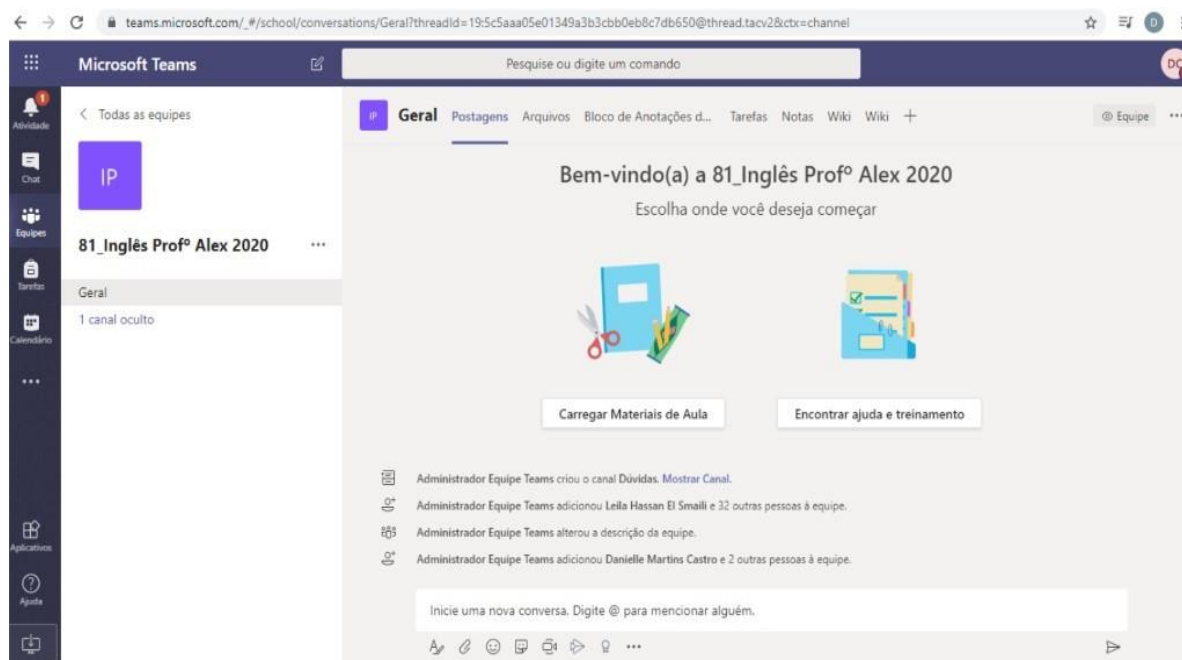 teams.microsoft.com/_#/school/conversations/Geral?threadId=19:5c5aaa05e01349a3b3cbb0eb8c7db650@thread.tacv2&ctx=channel
D
Microsoft Teams
Pesquise ou digite um comando
DC
1
Atividade
Chat
Equipes
Tarefas
Calendário
Aplicativos
Ajuda
Todas as equipes
IP
81_Inglês Profº Alex 2020
Geral
1 canal oculto
IP
Geral Postagens Arquivos Bloco de Anotações d... Tarefas Notas Wiki Wiki
Equipe
Bem-vindo(a) a 81_Inglês Profº Alex 2020
Escolha onde você deseja começar
Carregar Materiais de Aula
Encontrar ajuda e treinamento
Administrador Equipe Teams criou o canal Dúvidas. Mostrar Canal.
Administrador Equipe Teams adicionou Leila Hassan El Smaili e 32 outras pessoas à equipe.
Administrador Equipe Teams alterou a descrição da equipe.
Administrador Equipe Teams adicionou Danielle Martins Castro e 2 outras pessoas à equipe.
Inicie uma nova conversa. Digite @ para mencionar alguém.